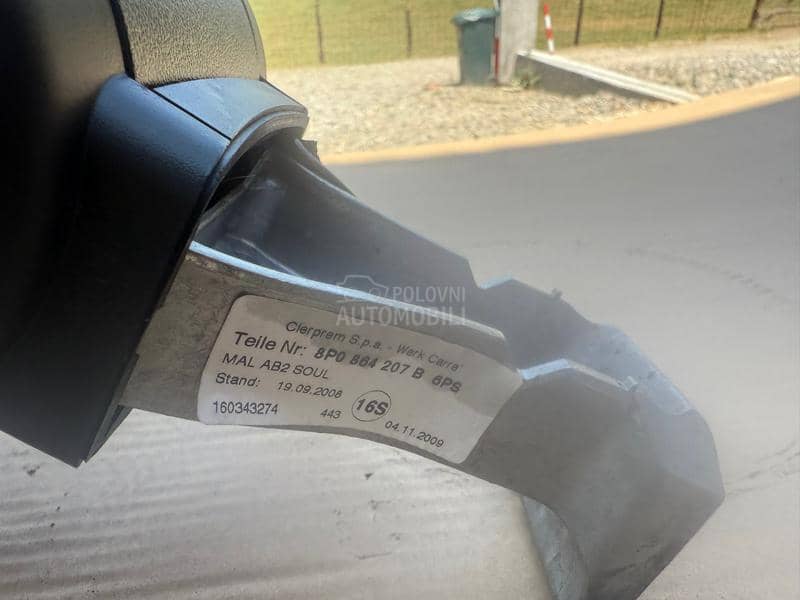 Clerprem S.p.a. - Werk Carre'
Teile Nr: 8P0 864 207 B 6PS
MAL AB2 SOUL
Stand: 19.09.2008
160343274 443 16S 04.11.2009
POLOVNI
AUTOMOBILI